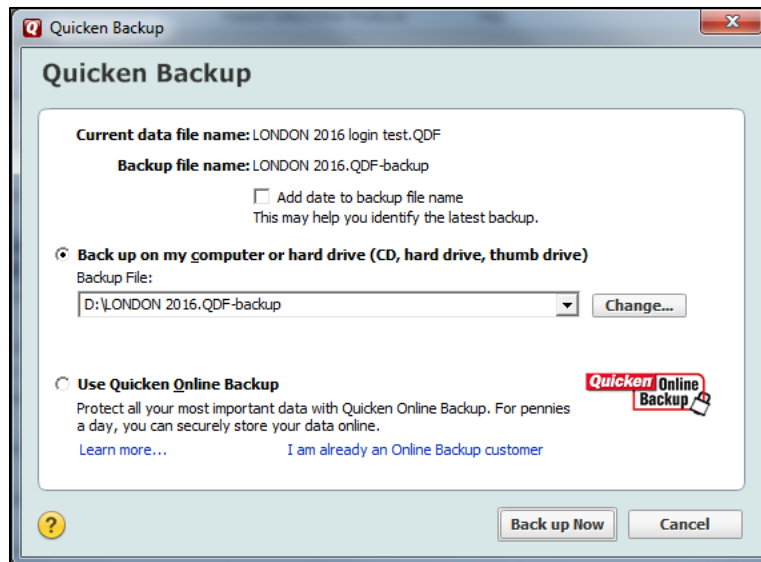 Quicken Backup
Quicken Backup
Current data file name: LONDON 2016 login test.QDF
Backup file name: LONDON 2016.QDF-backup
Add date to backup file name
This may help you identify the latest backup.
Back up on my computer or hard drive (CD, hard drive, thumb drive)
Backup File:
D:\LONDON 2016.QDF-backup
Change...
Use Quicken Online Backup
Quicken Online
Backup
Protect all your most important data with Quicken Online Backup. For pennies
a day, you can securely store your data online.
Learn more... I am already an Online Backup customer
? Back up Now Cancel